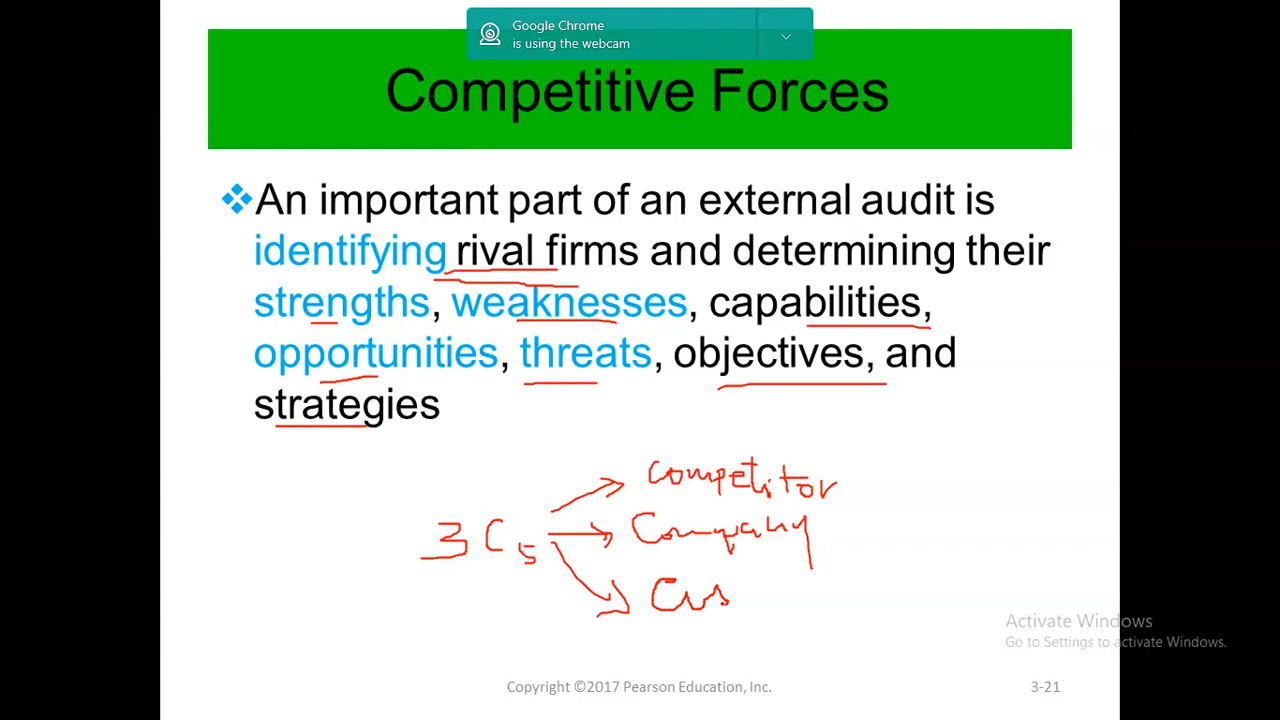 Google Chrome
is using the webcam
Competitive Forces
❖An important part of an external audit is
identifying rival firms and determining their
strengths, weaknesses, capabilities,
opportunities, threats, objectives, and
strategies
competitor
3 Cs
Company
Cus
Activate Windows
Go to Settings to activate Windows.
Copyright ©2017 Pearson Education, Inc.
3-21